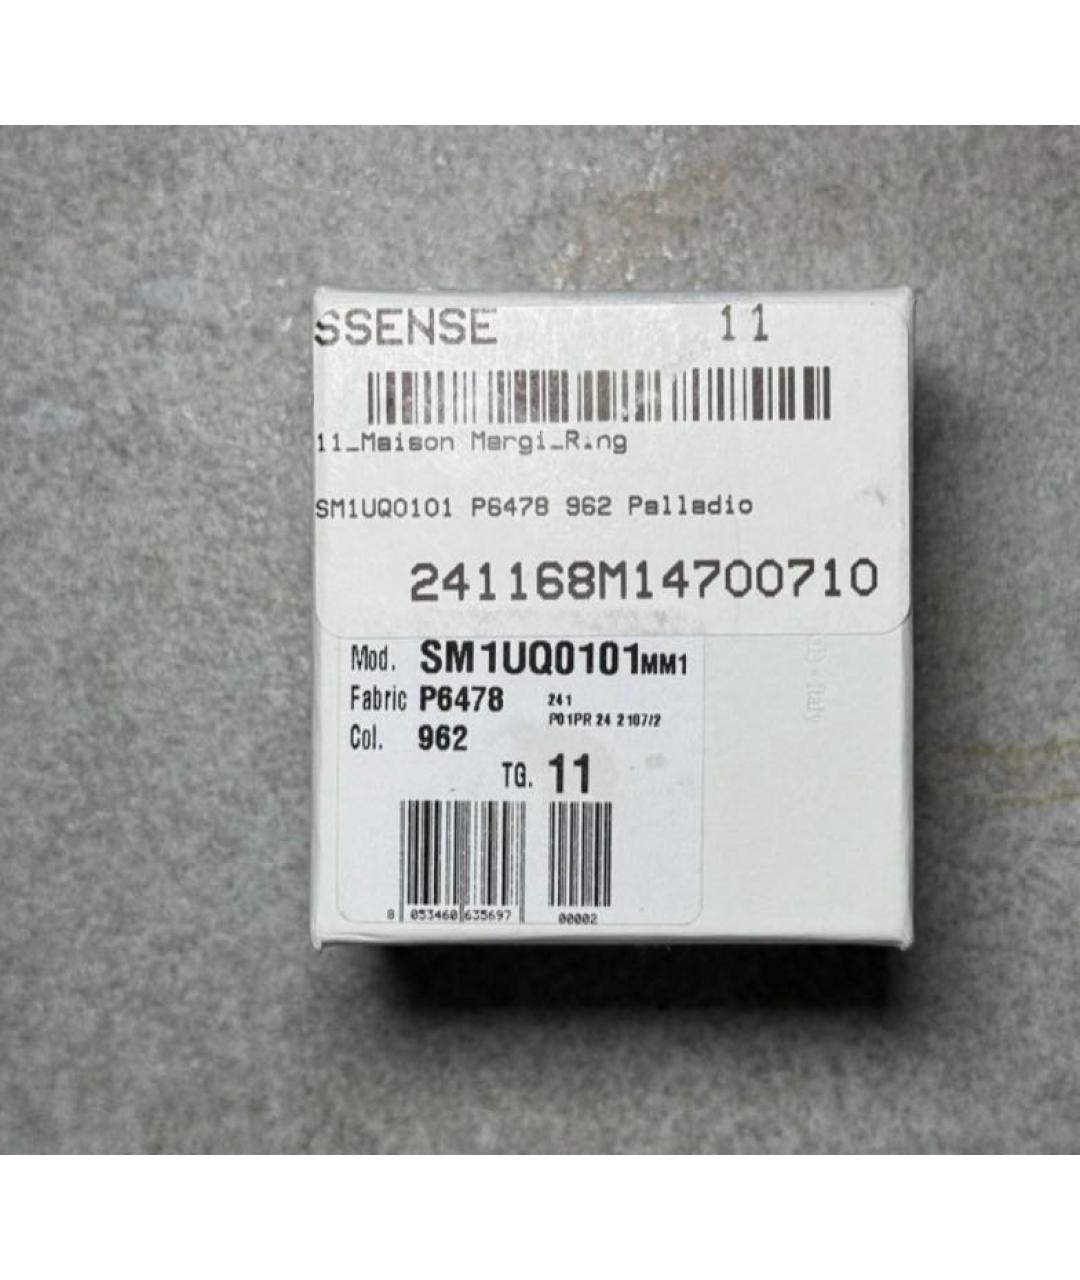 SSENSE 11
11_Maison Margi_Ring
SM1UQ0101 P6478 962 Palladio
241168M14700710
Mod. SM1UQ0101MM1
Fabric P6478 241
P01PR 24 2107/2
Col. 962
TG. 11
8 053460 635697 00002
Italy